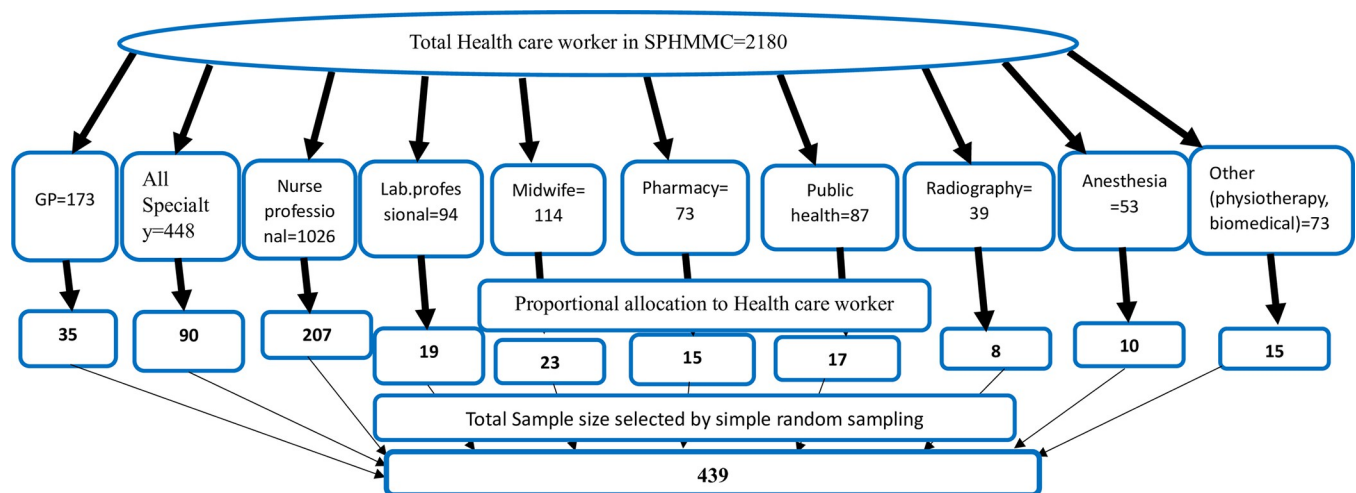 Total Health care worker in SPHMMC=2180
GP=173
All
Specialt
y=448
Nurse
professio
nal=1026
Lab.profes
sional=94
Midwife=
114
Pharmacy=
73
Public
health=87
Radiography=
39
Anesthesia
=53
Other
(physiotherapy,
biomedical)=73
Proportional allocation to Health care worker
35
90
207
19
23
15
17
8
10
15
Total Sample size selected by simple random sampling
439